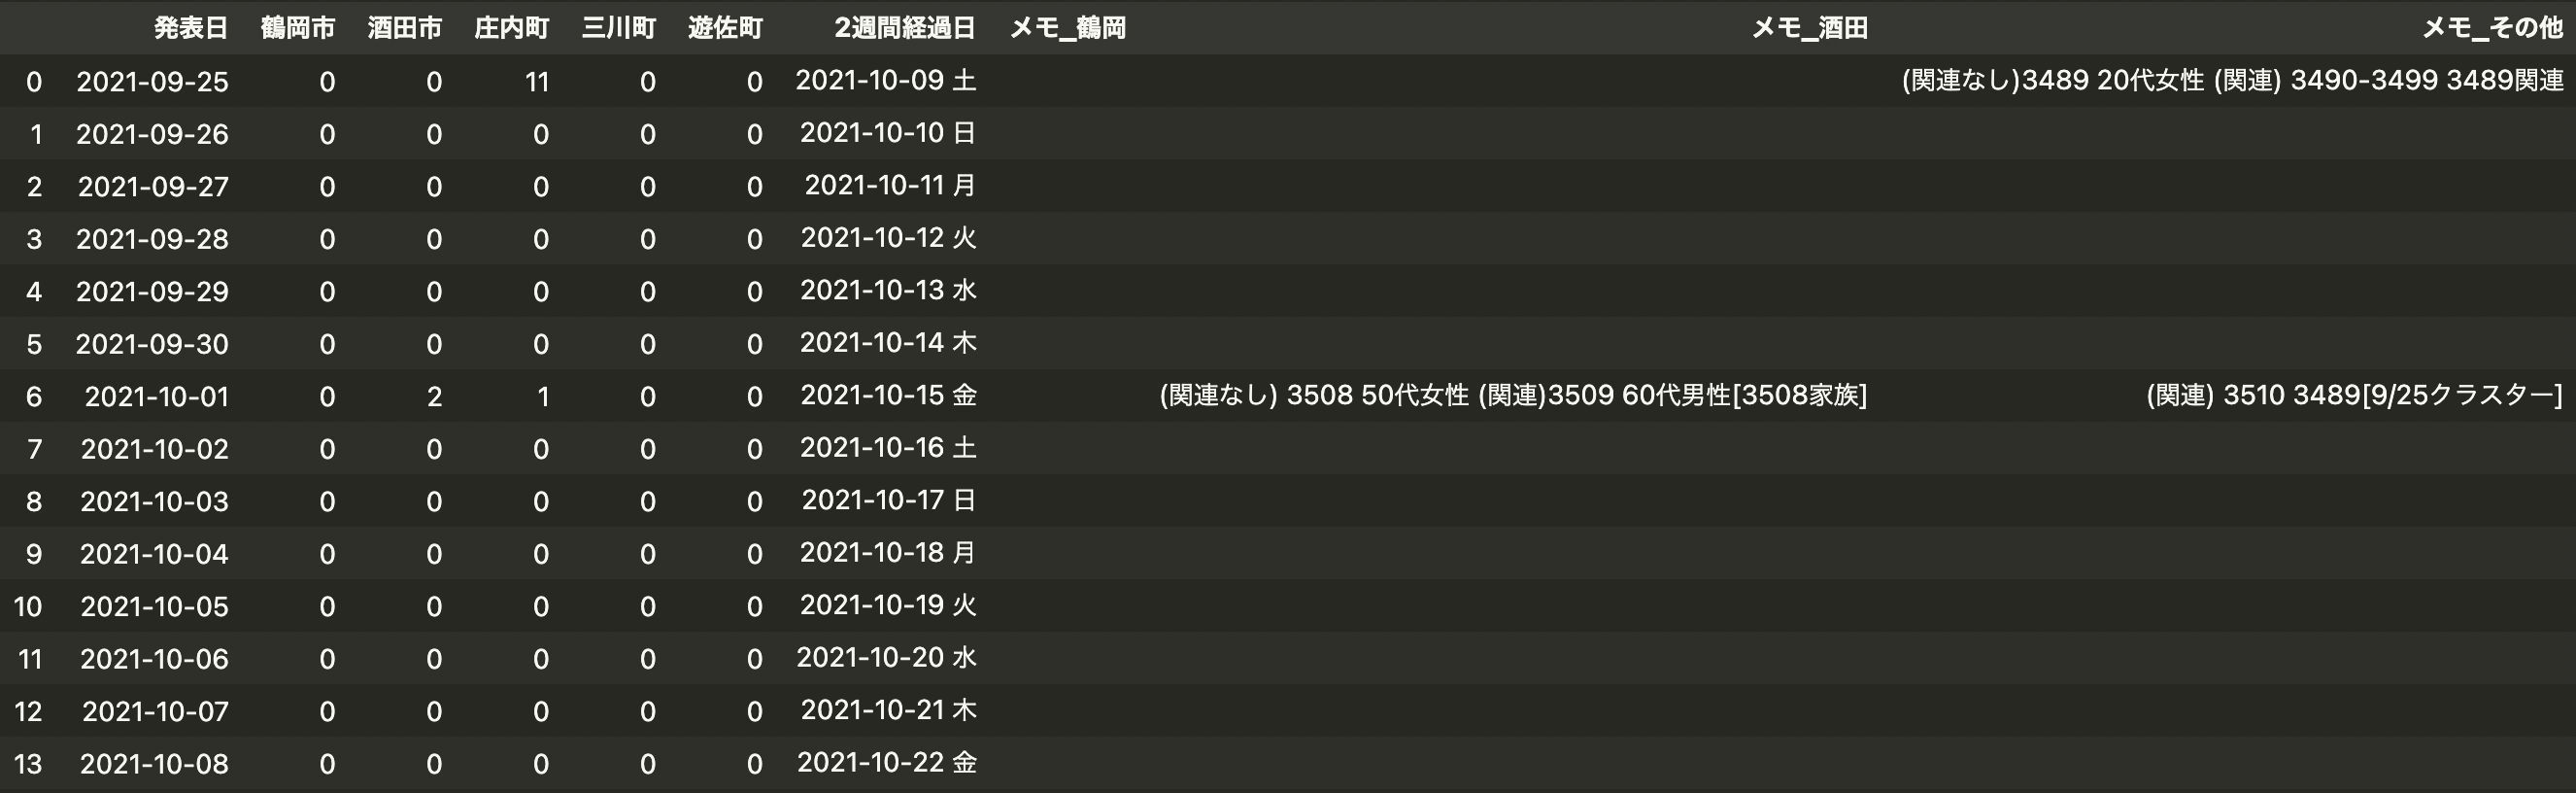 発表日 鶴岡市 酒田市 庄内町 三川町 遊佐町 2週間経過日 メモ_鶴岡 メモ_酒田 メモ_その他
0 2021-09-25 0 0 11 0 0 2021-10-09 土 (関連なし)3489 20代女性 (関連) 3490-3499 3489関連
1 2021-09-26 0 0 0 0 0 2021-10-10 日
2 2021-09-27 0 0 0 0 0 2021-10-11 月
3 2021-09-28 0 0 0 0 0 2021-10-12 火
4 2021-09-29 0 0 0 0 0 2021-10-13 水
5 2021-09-30 0 0 0 0 0 2021-10-14 木
6 2021-10-01 0 2 1 0 0 2021-10-15 金 (関連なし) 3508 50代女性 (関連)3509 60代男性[3508家族] (関連) 3510 3489[9/25クラスター]
7 2021-10-02 0 0 0 0 0 2021-10-16 土
8 2021-10-03 0 0 0 0 0 2021-10-17 日
9 2021-10-04 0 0 0 0 0 2021-10-18 月
10 2021-10-05 0 0 0 0 0 2021-10-19 火
11 2021-10-06 0 0 0 0 0 2021-10-20 水
12 2021-10-07 0 0 0 0 0 2021-10-21 木
13 2021-10-08 0 0 0 0 0 2021-10-22 金